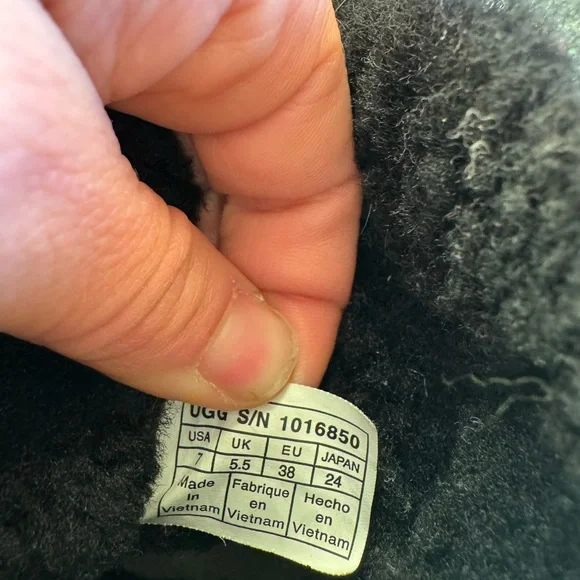 UGG S/N 1016850
USA UK EU JAPAN
7 5.5 38 24
Made Fabrique Hecho
In en en
Vietnam Vietnam Vietnam